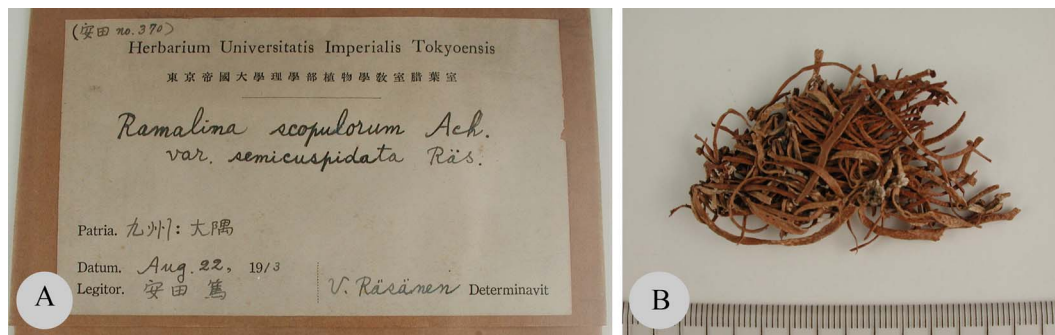 (安田 no. 370)
Herbarium Universitatis Imperialis Tokyoensis
東京帝國大學理學部植物學教室腊葉室
Ramalina scopulorum Ach.
var. semicuspidata Räs.
Patria. 九州: 大隅
Datum. Aug. 22, 1913
Legitor. 安田 篤
V. Räsänen Determinavit
A
B